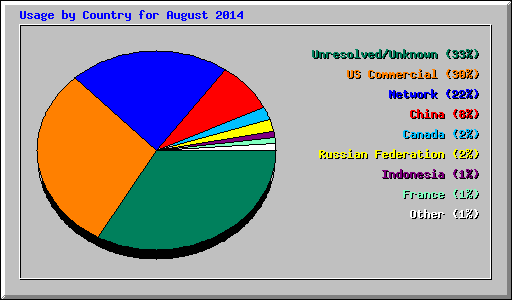 Usage by Country for August 2014
Unresolved/Unknown (33%)
US Commercial (30%)
Network (22%)
China (8%)
Canada (2%)
Russian Federation (2%)
Indonesia (1%)
France (1%)
Other (1%)